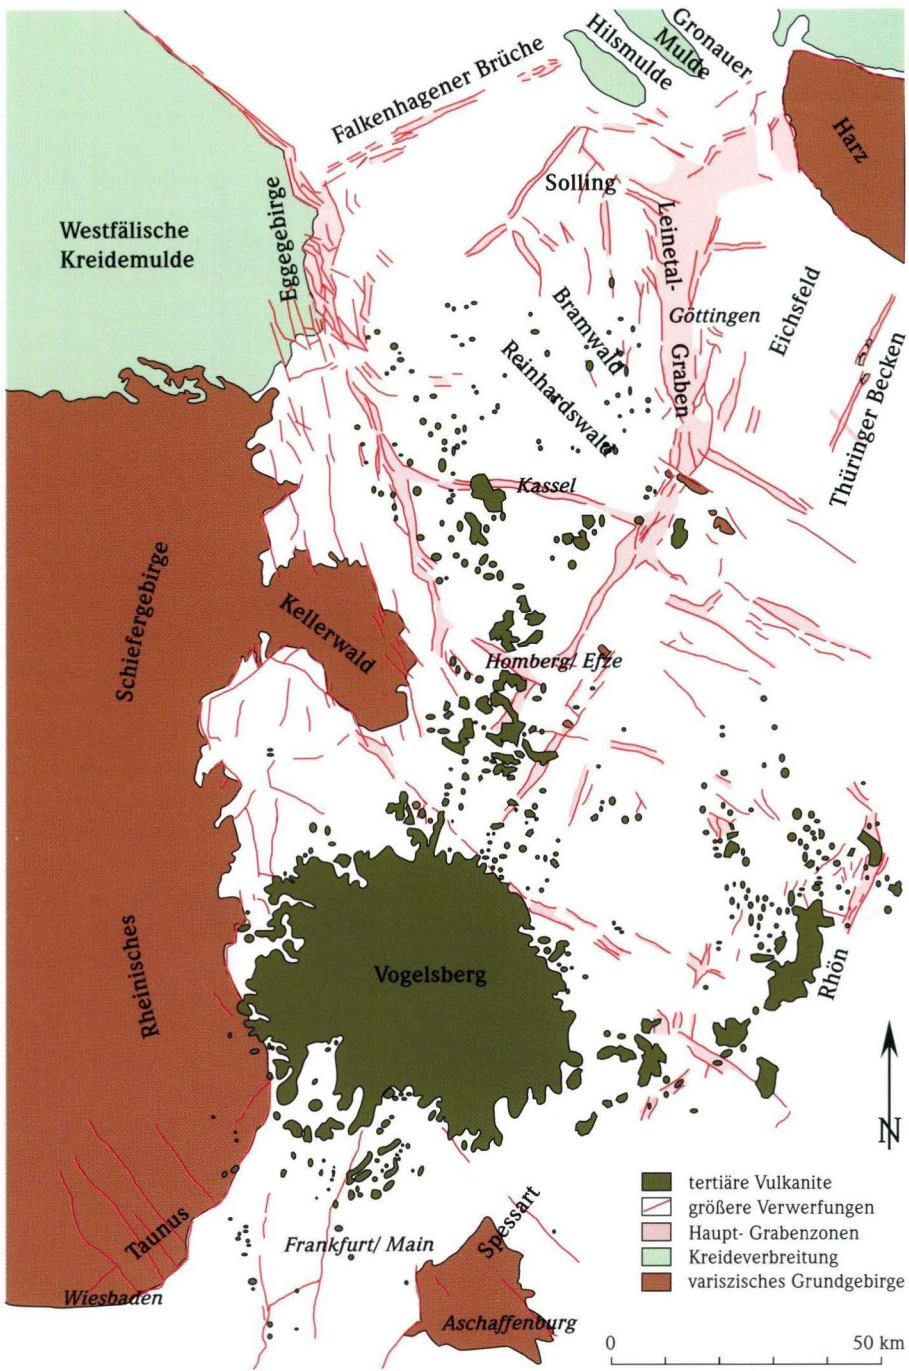 Gronauer
Mulde
Hilsmulde
Falkenhagener Brüche
Harz
Solling
Westfälische
Kreidemulde
Eggegebirge
Leinetal-
Graben
Göttingen
Eichsfeld
Bramwald
Reinhardswald
Thüringer Becken
Kassel
Schiefergebirge
Kellerwald
Homberg/ Efze
Rheinisches
Vogelsberg
Rhön
N
tertiäre Vulkanite
größere Verwerfungen
Haupt- Grabenzonen
Kreideverbreitung
variszisches Grundgebirge
Taunus
Spessart
Frankfurt/ Main
Wiesbaden
Aschaffenburg
0 50 km